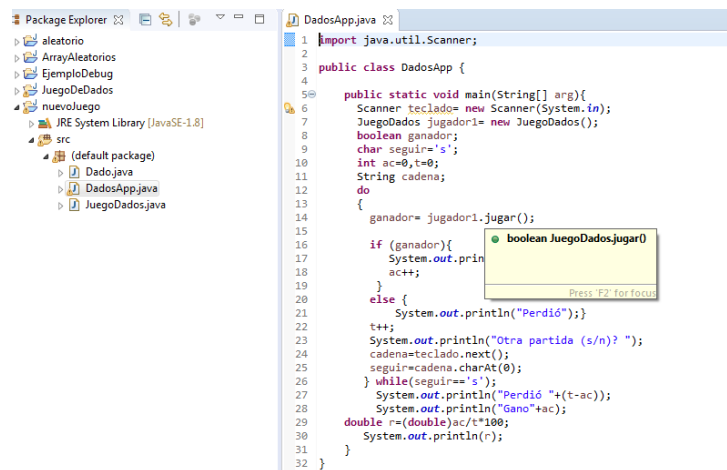 Package Explorer
aleatorio
ArrayAleatorios
EjemploDebug
JuegoDeDados
nuevoJuego
JRE System Library [JavaSE-1.8]
src
(default package)
Dado.java
DadosApp.java
JuegoDados.java
DadosApp.java
1 import java.util.Scanner;
2
3 public class DadosApp {
4
5 public static void main(String[] arg){
6 Scanner teclado= new Scanner(System.in);
7 JuegoDados jugador1= new JuegoDados();
8 boolean ganador;
9 char seguir='s';
10 int ac=0,t=0;
11 String cadena;
12 do
13 {
14 ganador= jugador1.jugar();
15
16 if (ganador){
17 System.out.prin
18 ac++;
19 }
20 else {
21 System.out.println("Perdió");}
22 t++;
23 System.out.println("Otra partida (s/n)? ");
24 cadena=teclado.next();
25 seguir=cadena.charAt(0);
26 } while(seguir=='s');
27 System.out.println("Perdió "+(t-ac));
28 System.out.println("Gano"+ac);
29 double r=(double)ac/t*100;
30 System.out.println(r);
31 }
32 }
boolean JuegoDados.jugar()
Press 'F2' for focus